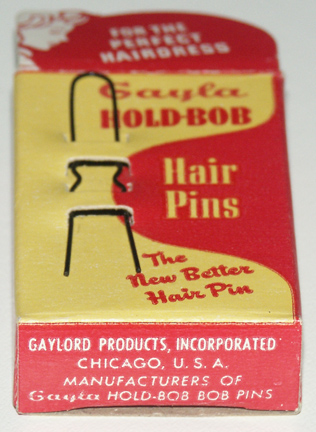 FOR THE
PERFECT
HAIRDRESS
Gayla
HOLD-BOB
Hair
Pins
The
New Better
Hair Pin
GAYLORD PRODUCTS, INCORPORATED
CHICAGO, U. S. A.
MANUFACTURERS OF
Gayla HOLD-BOB BOB PINS